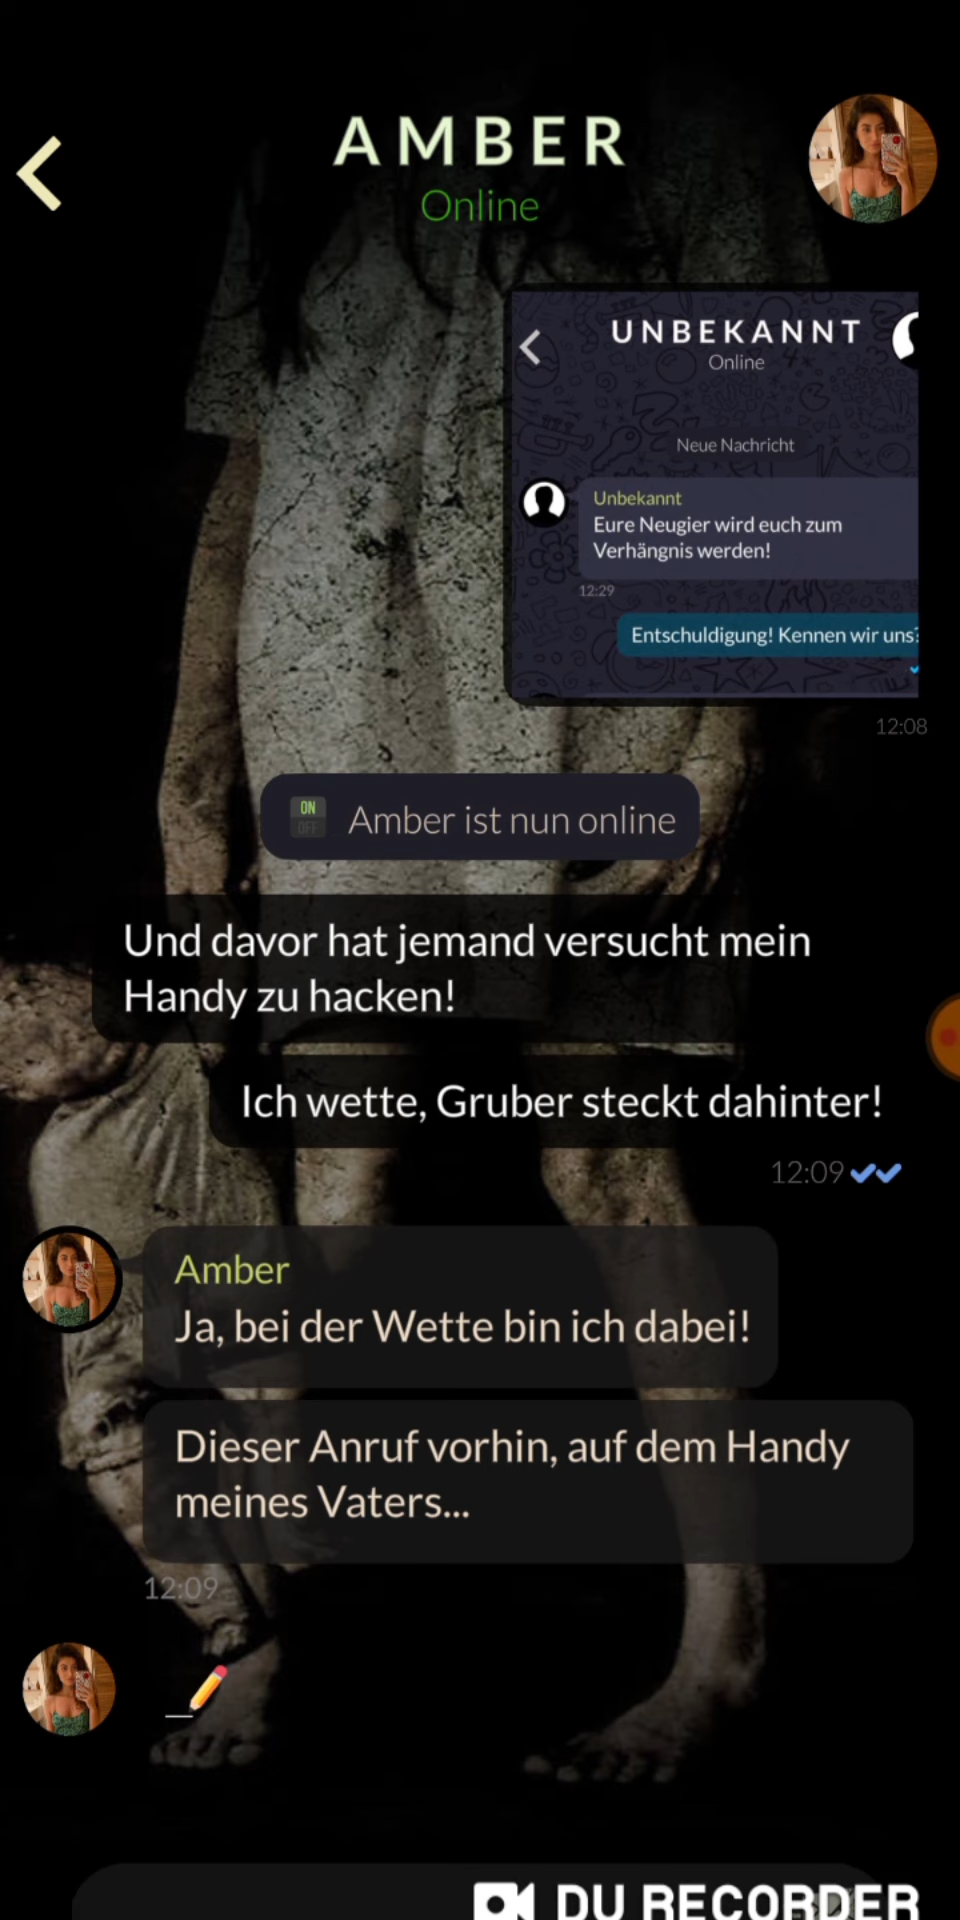 AMBER
Online
UNBEKANNT
Online
Neue Nachricht
Unbekannt
Eure Neugier wird euch zum
Verhängnis werden!
12:29
Entschuldigung! Kennen wir uns?
12:08
ON
OFF
Amber ist nun online
Und davor hat jemand versucht mein
Handy zu hacken!
Ich wette, Gruber steckt dahinter!
12:09
Amber
Ja, bei der Wette bin ich dabei!
Dieser Anruf vorhin, auf dem Handy
meines Vaters...
12:09
DU RECORDER